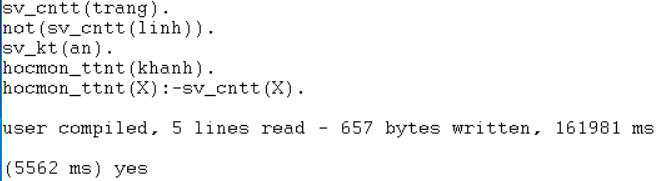 sv_cntt(trang).
not(sv_cntt(linh)).
sv_kt(an).
hocmon_ttnt(khanh).
hocmon_ttnt(X):-sv_cntt(X).
user compiled, 5 lines read - 657 bytes written, 161981 ms
(5562 ms) yes